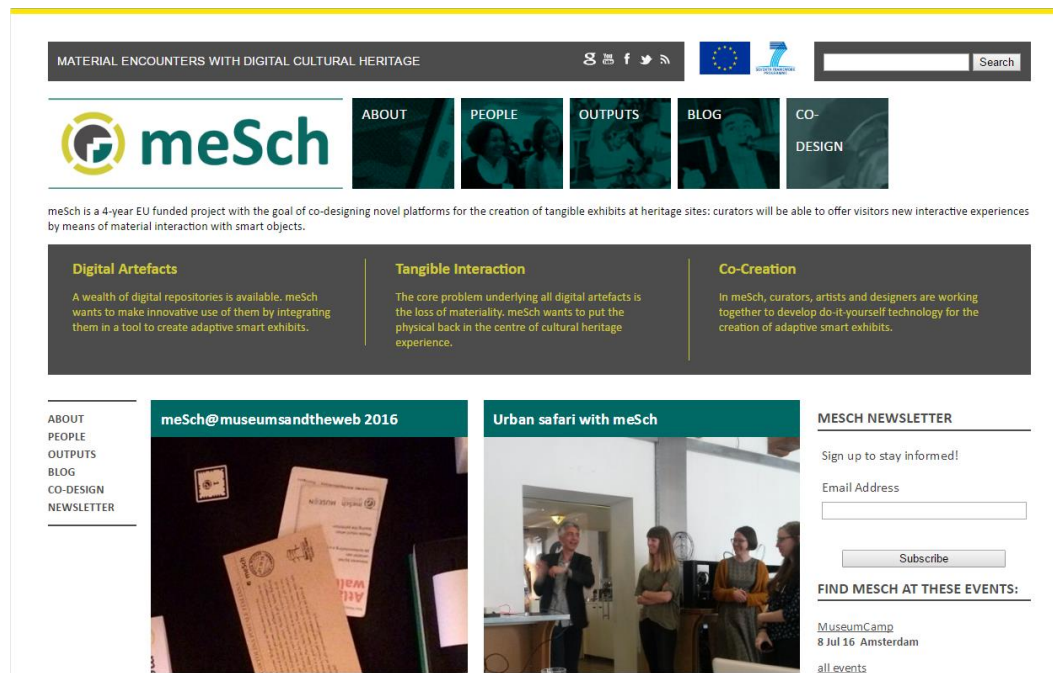 MATERIAL ENCOUNTERS WITH DIGITAL CULTURAL HERITAGE
Search
meSch
ABOUT
PEOPLE
OUTPUTS
BLOG
CO-
DESIGN
meSch is a 4-year EU funded project with the goal of co-designing novel platforms for the creation of tangible exhibits at heritage sites: curators will be able to offer visitors new interactive experiences
by means of material interaction with smart objects.
Digital Artefacts
A wealth of digital repositories is available. meSch
wants to make innovative use of them by integrating
them in a tool to create adaptive smart exhibits.
Tangible Interaction
The core problem underlying all digital artefacts is
the loss of materiality. meSch wants to put the
physical back in the centre of cultural heritage
experience.
Co-Creation
In meSch, curators, artists and designers are working
together to develop do-it-yourself technology for the
creation of adaptive smart exhibits.
ABOUT
PEOPLE
OUTPUTS
BLOG
CO-DESIGN
NEWSLETTER
meSch@museumsandtheweb 2016
meSch
Urban safari with meSch
MESCH NEWSLETTER
Sign up to stay informed!
Email Address
Subscribe
FIND MESCH AT THESE EVENTS:
MuseumCamp
8 Jul 16 Amsterdam
all events